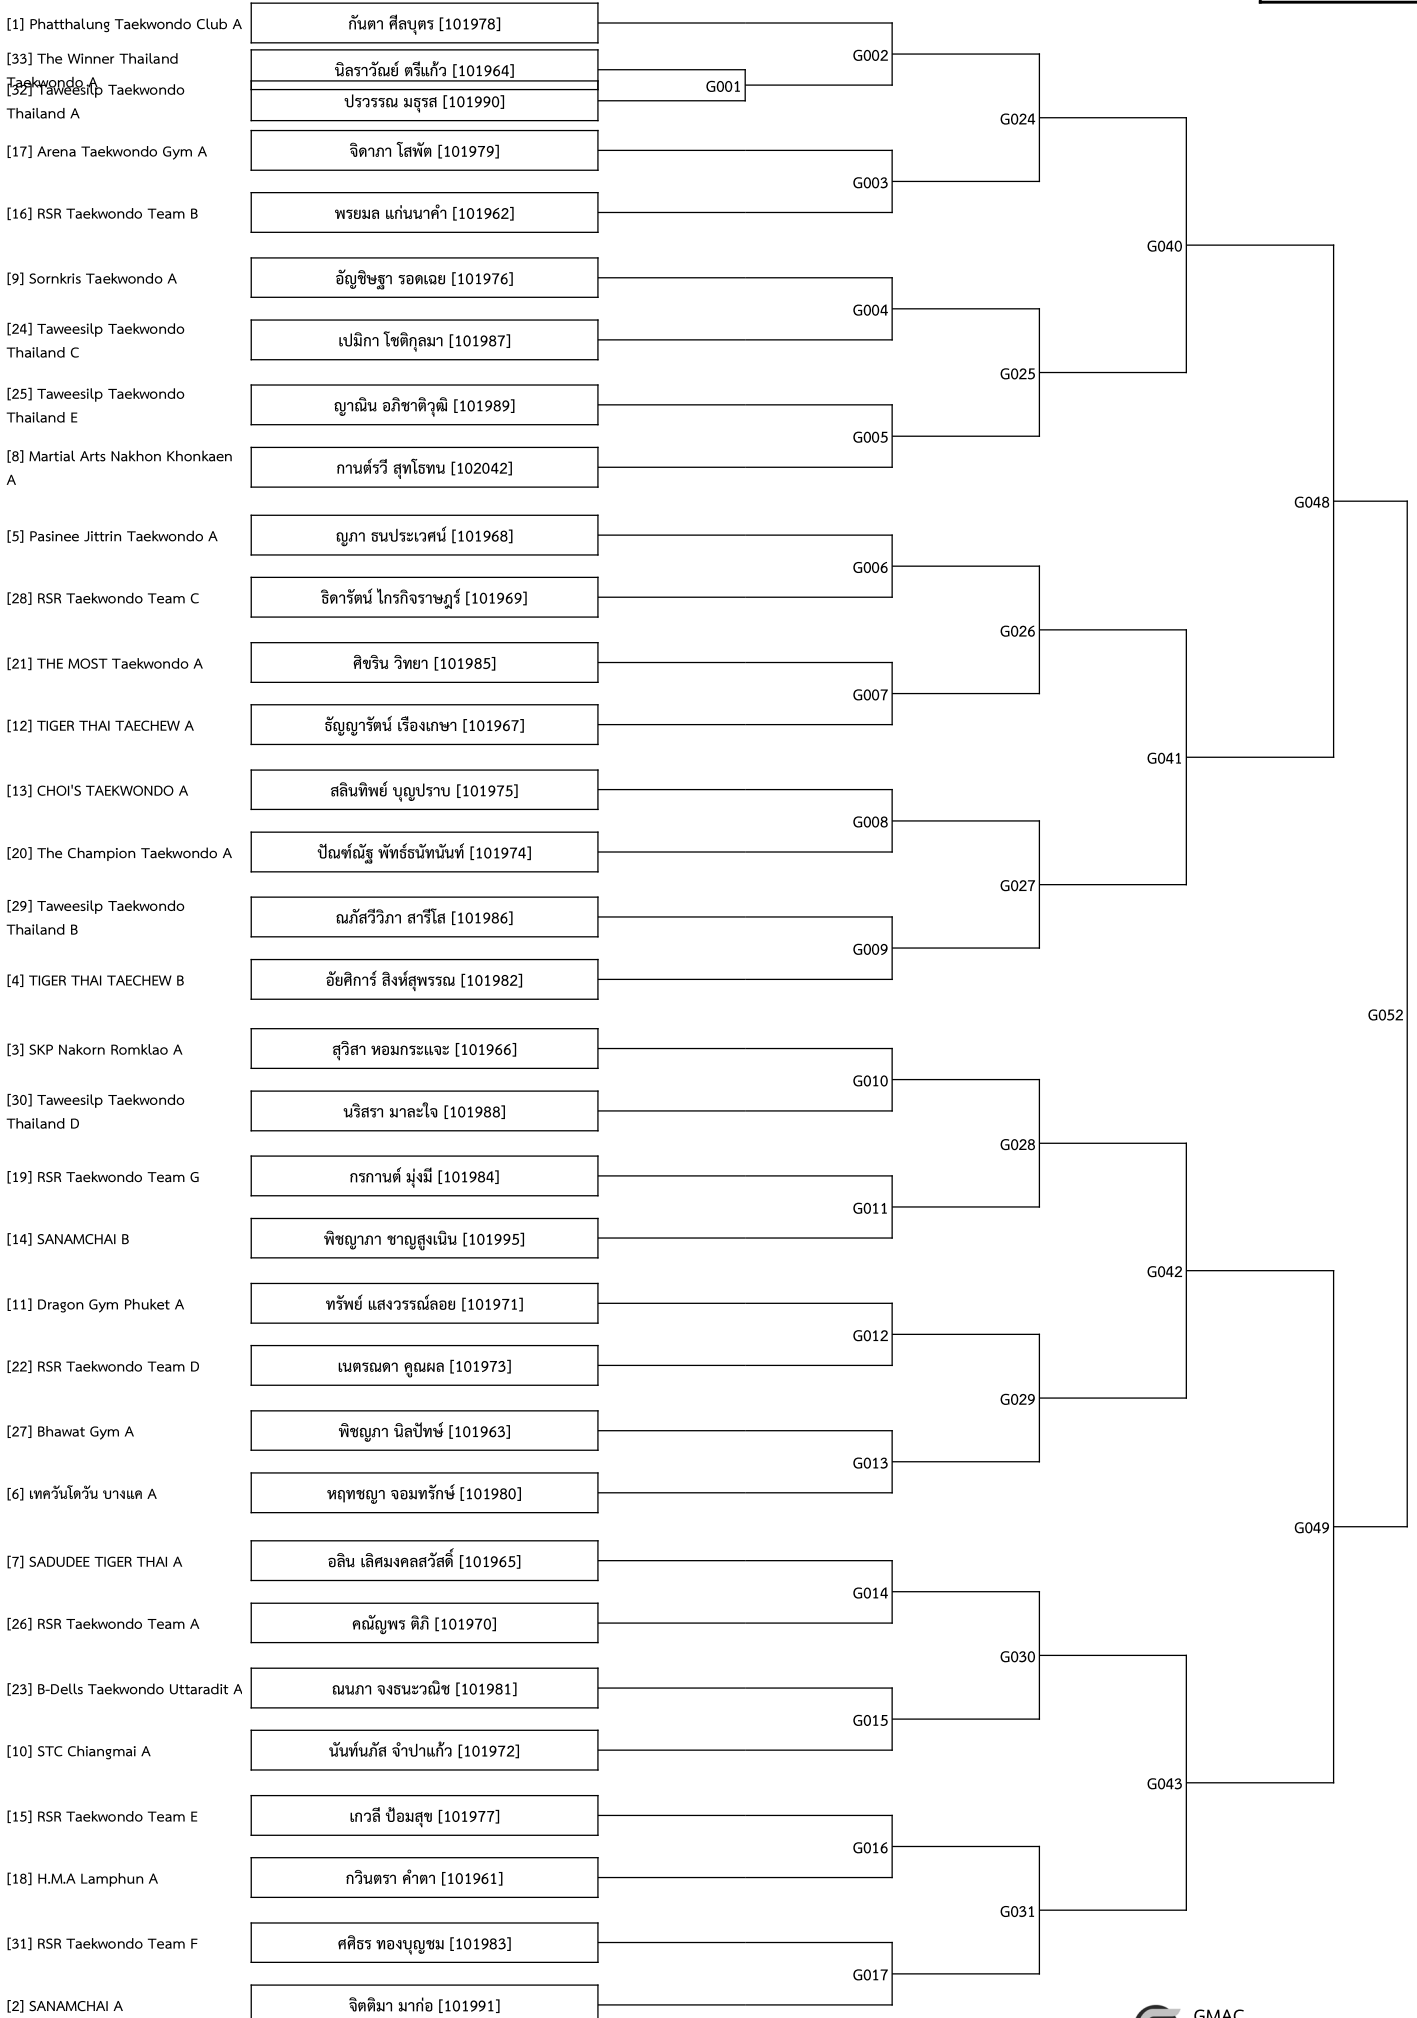 [1] Phatthalung Taekwondo Club A
กันตา ศีลบุตร [101978]
G002
[33] The Winner Thailand
Taekwondo A
นิลราวัณย์ ตรีแก้ว [101964]
G001
[32] Taweesilp Taekwondo
Thailand A
ปรวรรณ มธุรส [101990]
G024
[17] Arena Taekwondo Gym A
จิดาภา โสพัต [101979]
G003
[16] RSR Taekwondo Team B
พรยมล แก่นนาคำ [101962]
G040
[9] Sornkris Taekwondo A
อัญชิษฐา รอดเฉย [101976]
G004
[24] Taweesilp Taekwondo
Thailand C
เปมิกา โชติกุลมา [101987]
G025
[25] Taweesilp Taekwondo
Thailand E
ญาณิน อภิชาติวุฒิ [101989]
G005
[8] Martial Arts Nakhon Khonkaen
A
กานต์รวี สุทโธทน [102042]
G048
[5] Pasinee Jittrin Taekwondo A
ญภา ธนประเวศน์ [101968]
G006
[28] RSR Taekwondo Team C
ธิดารัตน์ ไกรกิจราษฎร์ [101969]
G026
[21] THE MOST Taekwondo A
ศิขริน วิทยา [101985]
G007
[12] TIGER THAI TAECHEW A
ธัญญารัตน์ เรืองเกษา [101967]
G041
[13] CHOI'S TAEKWONDO A
สลินทิพย์ บุญปราบ [101975]
G008
[20] The Champion Taekwondo A
ปัณฑ์ณัฐ พัทธ์ธนัทนันท์ [101974]
G027
[29] Taweesilp Taekwondo
Thailand B
ณภัสวีวิภา สารีโส [101986]
G009
[4] TIGER THAI TAECHEW B
อัยศิการ์ สิงห์สุพรรณ [101982]
G052
[3] SKP Nakorn Romklao A
สุวิสา หอมกระแจะ [101966]
G010
[30] Taweesilp Taekwondo
Thailand D
นริสรา มาละใจ [101988]
G028
[19] RSR Taekwondo Team G
กรกานต์ มุ่งมี [101984]
G011
[14] SANAMCHAI B
พิชญาภา ชาญสูงเนิน [101995]
G042
[11] Dragon Gym Phuket A
ทรัพย์ แสงวรรณ์ลอย [101971]
G012
[22] RSR Taekwondo Team D
เนตรณดา คูณผล [101973]
G029
[27] Bhawat Gym A
พิชญภา นิลปัทษ์ [101963]
G013
[6] เทควันโดวัน บางแค A
หฤทชญา จอมทรักษ์ [101980]
G049
[7] SADUDEE TIGER THAI A
อลิน เลิศมงคลสวัสดิ์ [101965]
G014
[26] RSR Taekwondo Team A
คณัญพร ติภิ [101970]
G030
[23] B-Dells Taekwondo Uttaradit A
ณนภา จงธนะวณิช [101981]
G015
[10] STC Chiangmai A
นันท์นภัส จำปาแก้ว [101972]
G043
[15] RSR Taekwondo Team E
เกวลี ป้อมสุข [101977]
G016
[18] H.M.A Lamphun A
กวินตรา คำตา [101961]
G031
[31] RSR Taekwondo Team F
ศศิธร ทองบุญชม [101983]
G017
[2] SANAMCHAI A
จิตติมา มาก่อ [101991]
GMAC